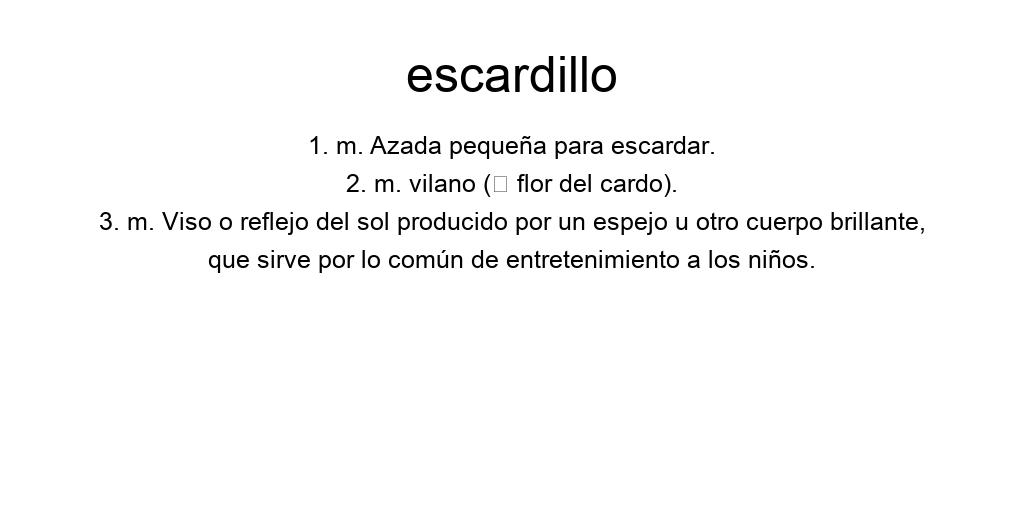 escardillo
1. m. Azada pequeña para escardar.
2. m. vilano (□ flor del cardo).
3. m. Viso o reflejo del sol producido por un espejo u otro cuerpo brillante,
que sirve por lo común de entretenimiento a los niños.